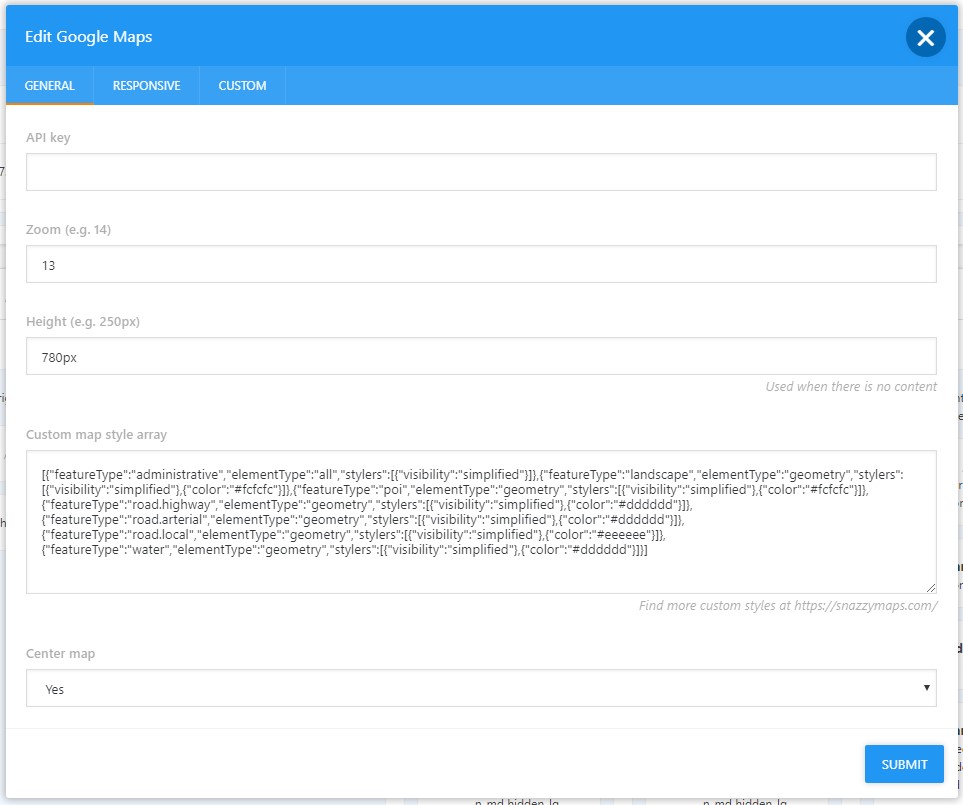 Edit Google Maps
GENERAL
RESPONSIVE
CUSTOM
API key
Zoom (e.g. 14)
13
Height (e.g. 250px)
780px
Used when there is no content
Custom map style array
[{"featureType":"administrative","elementType":"all","stylers":[{"visibility":"simplified"}]},{"featureType":"landscape","elementType":"geometry","stylers":
[{"visibility":"simplified"},{"color":"#fcfcfc"}]},{"featureType":"poi","elementType":"geometry","stylers":[{"visibility":"simplified"},{"color":"#fcfcfc"}]},
{"featureType":"road.highway","elementType":"geometry","stylers":[{"visibility":"simplified"},{"color":"#dddddd"}]},
{"featureType":"road.arterial","elementType":"geometry","stylers":[{"visibility":"simplified"},{"color":"#dddddd"}]},
{"featureType":"road.local","elementType":"geometry","stylers":[{"visibility":"simplified"},{"color":"#eeeeee"}]},
{"featureType":"water","elementType":"geometry","stylers":[{"visibility":"simplified"},{"color":"#dddddd"}]}]
Find more custom styles at https://snazzymaps.com/
Center map
Yes
SUBMIT